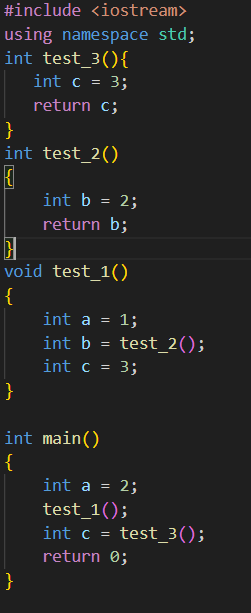 #include <iostream>
using namespace std;
int test_3(){
   int c = 3;
   return c;
}
int test_2()
{
    int b = 2;
    return b;
}
void test_1()
{
    int a = 1;
    int b = test_2();
    int c = 3;
}

int main()
{
    int a = 2;
    test_1();
    int c = test_3();
    return 0;
}